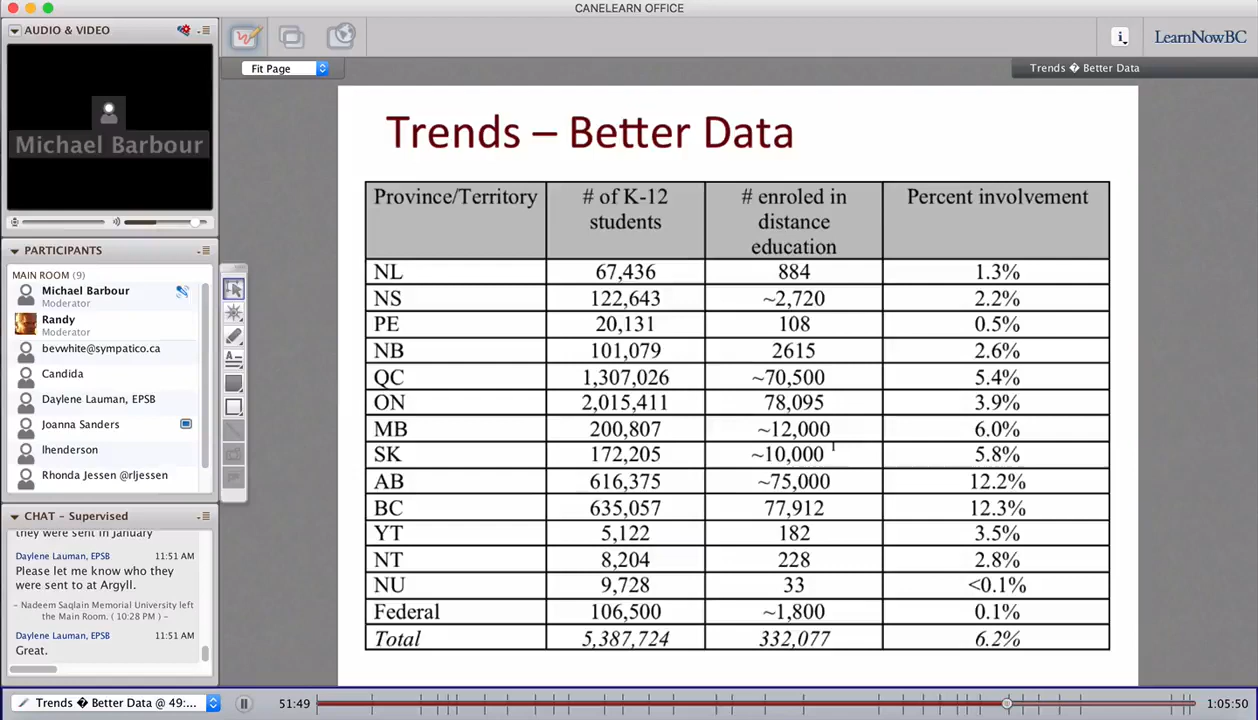 CANELEARN OFFICE
AUDIO & VIDEO
LearnNowBC
Fit Page
Trends � Better Data
Michael Barbour
PARTICIPANTS
MAIN ROOM (9)
Michael Barbour
Moderator
Randy
Moderator
bevwhite@sympatico.ca
Candida
Daylene Lauman, EPSB
Joanna Sanders
lhenderson
Rhonda Jessen @rljessen
CHAT - Supervised
they were sent in January
Daylene Lauman, EPSB 11:51 AM
Please let me know who they
were sent to at Argyll.
- Nadeem Saqlain Memorial University left
the Main Room. ( 10:28 PM ) -
Daylene Lauman, EPSB 11:51 AM
Great.
Trends – Better Data
Province/Territory # of K-12 students # enroled in distance education Percent involvement
NL 67,436 884 1.3%
NS 122,643 ~2,720 2.2%
PE 20,131 108 0.5%
NB 101,079 2615 2.6%
QC 1,307,026 ~70,500 5.4%
ON 2,015,411 78,095 3.9%
MB 200,807 ~12,000 6.0%
SK 172,205 ~10,000 5.8%
AB 616,375 ~75,000 12.2%
BC 635,057 77,912 12.3%
YT 5,122 182 3.5%
NT 8,204 228 2.8%
NU 9,728 33 <0.1%
Federal 106,500 ~1,800 0.1%
Total 5,387,724 332,077 6.2%
Trends � Better Data @ 49:... 51:49 1:05:50